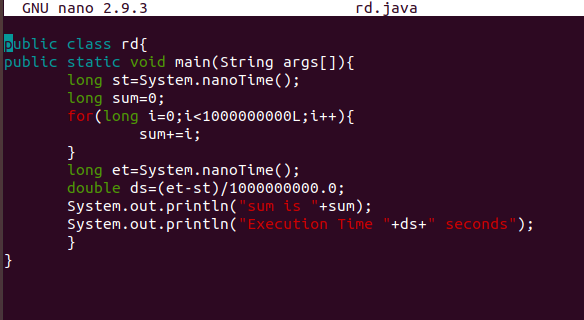 GNU nano 2.9.3 rd.java
public class rd{
public static void main(String args[]){
long st=System.nanoTime();
long sum=0;
for(long i=0;i<1000000000L;i++){
sum+=i;
}
long et=System.nanoTime();
double ds=(et-st)/1000000000.0;
System.out.println("sum is "+sum);
System.out.println("Execution Time "+ds+" seconds");
}
}